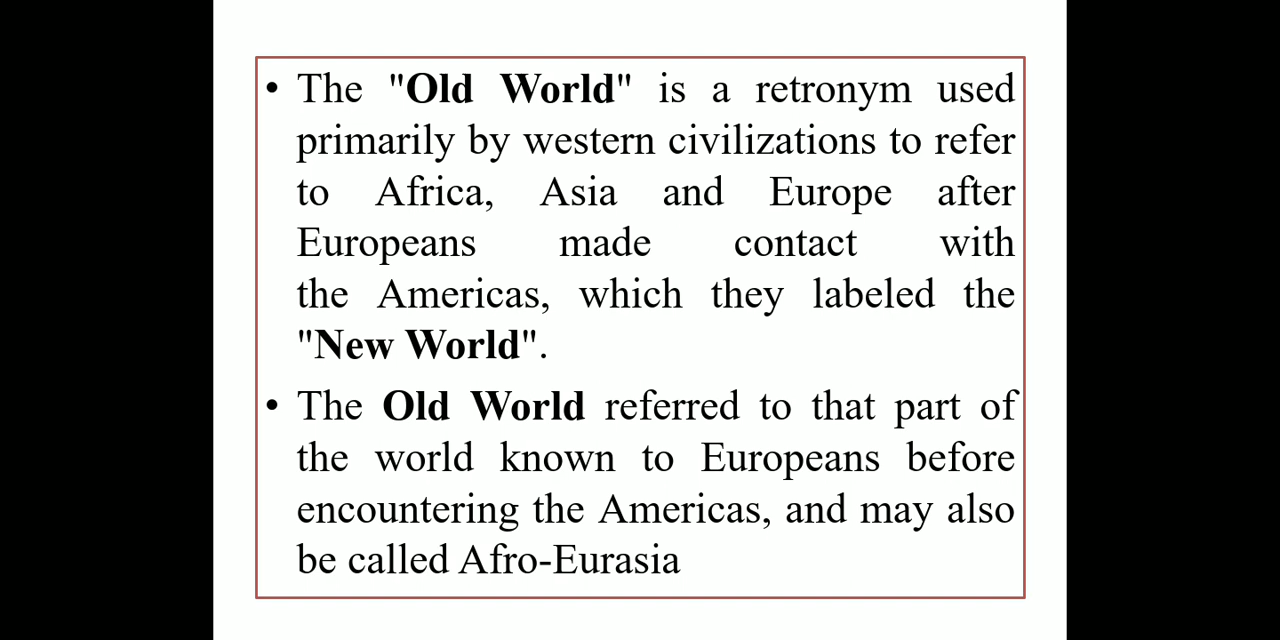 • The "Old World" is a retronym used
primarily by western civilizations to refer
to Africa, Asia and Europe after
Europeans made contact with
the Americas, which they labeled the
"New World".
• The Old World referred to that part of
the world known to Europeans before
encountering the Americas, and may also
be called Afro-Eurasia